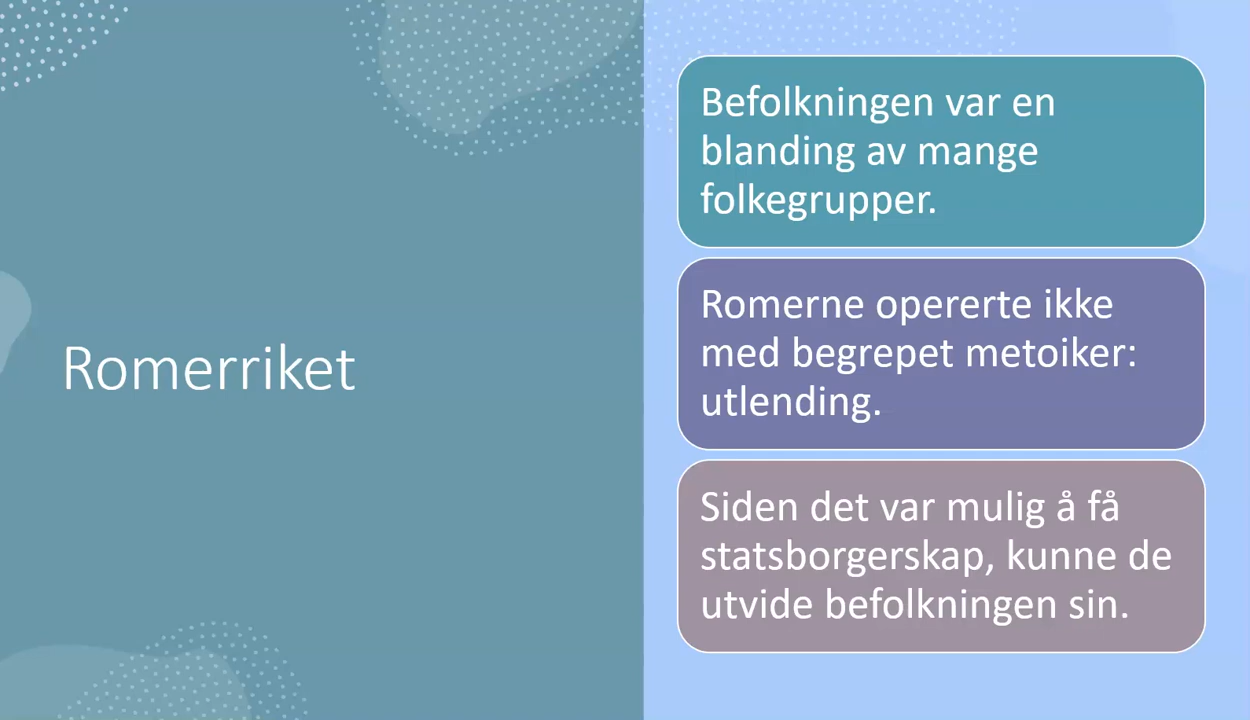 Romerriket
Befolkningen var en
blanding av mange
folkegrupper.
Romerne opererte ikke
med begrepet metoiker:
utlending.
Siden det var mulig å få
statsborgerskap, kunne de
utvide befolkningen sin.